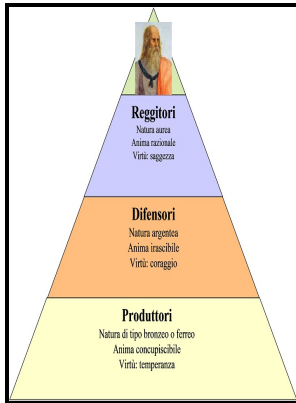 Reggitori
Natura aurea
Anima razionale
Virtù: saggezza
Difensori
Natura argentea
Anima irascibile
Virtù: coraggio
Produttori
Natura di tipo bronzeo o ferreo
Anima concupiscibile
Virtù: temperanza